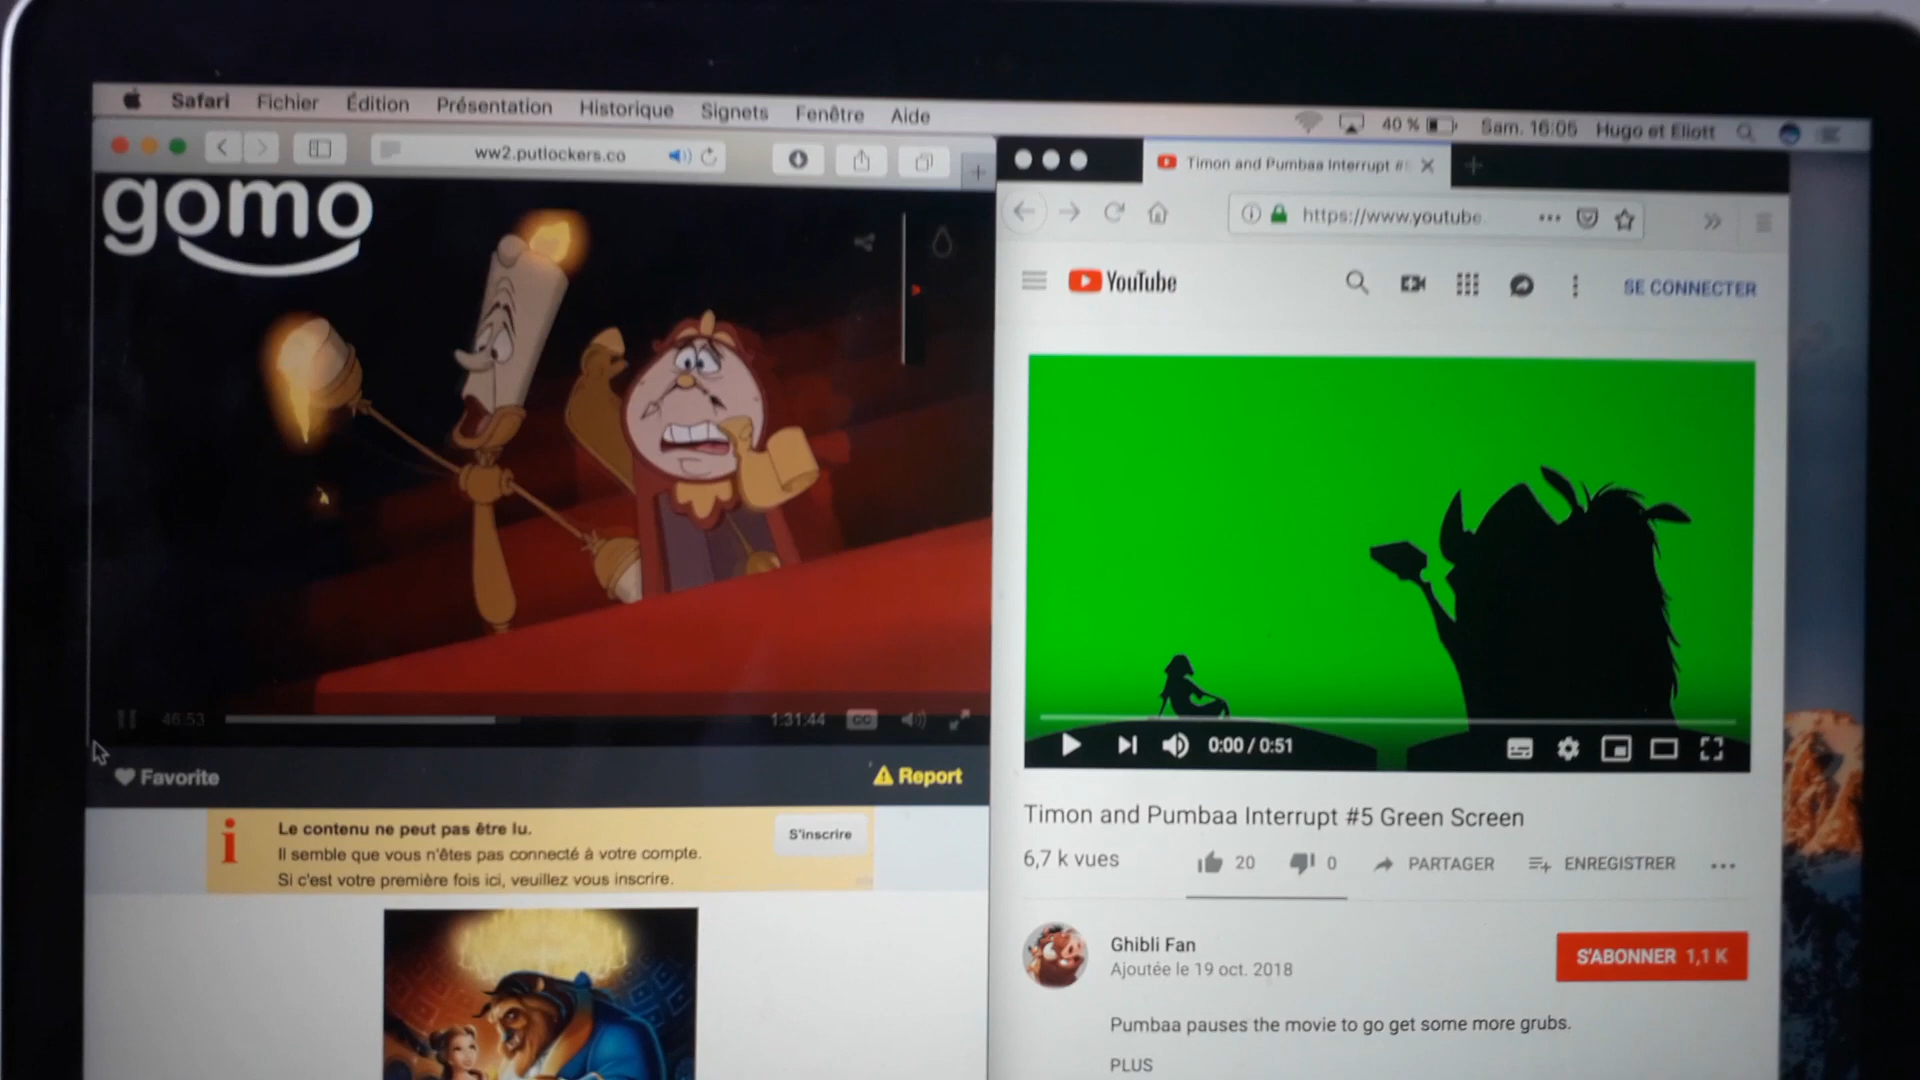 Safari Fichier Édition Présentation Historique Signets Fenêtre Aide
40 % Sam. 16:05 Hugo et Eliott
ww2.putlockers.co
gomo
46:53 1:31:44 CC
Favorite Report
Le contenu ne peut pas être lu.
Il semble que vous n'êtes pas connecté à votre compte.
Si c'est votre première fois ici, veuillez vous inscrire.
S'inscrire
Timon and Pumbaa Interrupt #
https://www.youtube.
YouTube SE CONNECTER
0:00 / 0:51
Timon and Pumbaa Interrupt #5 Green Screen
6,7 k vues 20 0 PARTAGER ENREGISTRER
Ghibli Fan
Ajoutée le 19 oct. 2018
S'ABONNER 1,1 K
Pumbaa pauses the movie to go get some more grubs.
PLUS